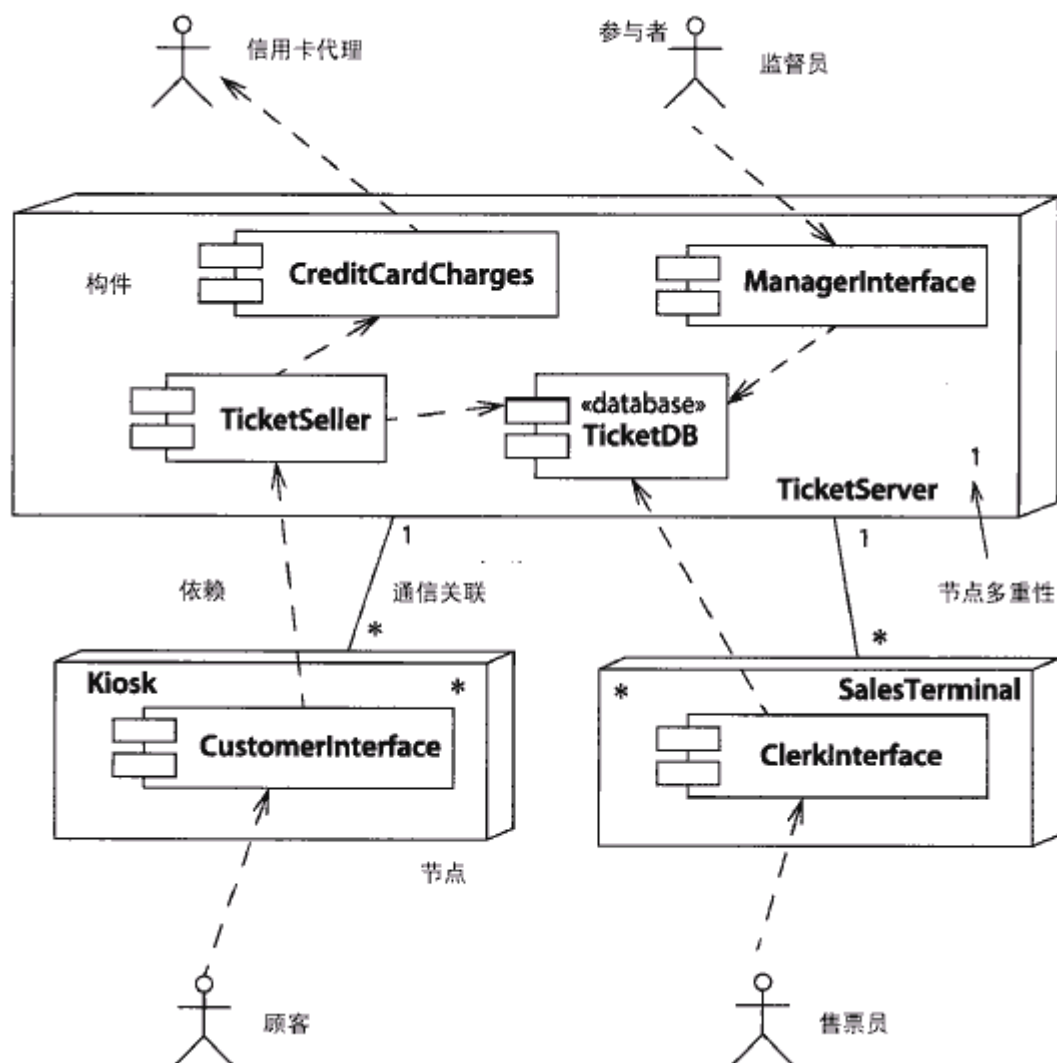 信用卡代理
参与者
监督员
构件
CreditCardCharges
ManagerInterface
TicketSeller
«database»
TicketDB
1
TicketServer
1
1
依赖
通信关联
节点多重性
*
*
Kiosk
*
*
SalesTerminal
CustomerInterface
ClerkInterface
节点
顾客
售票员